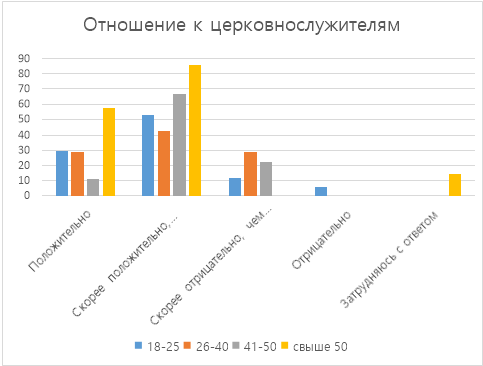 Отношение к церковнослужителям
90
80
70
60
50
40
30
20
10
0
Положительно
Скорее положительно,...
Скорее отрицательно, чем...
Отрицательно
Затрудняюсь с ответом
18-25 26-40 41-50 свыше 50